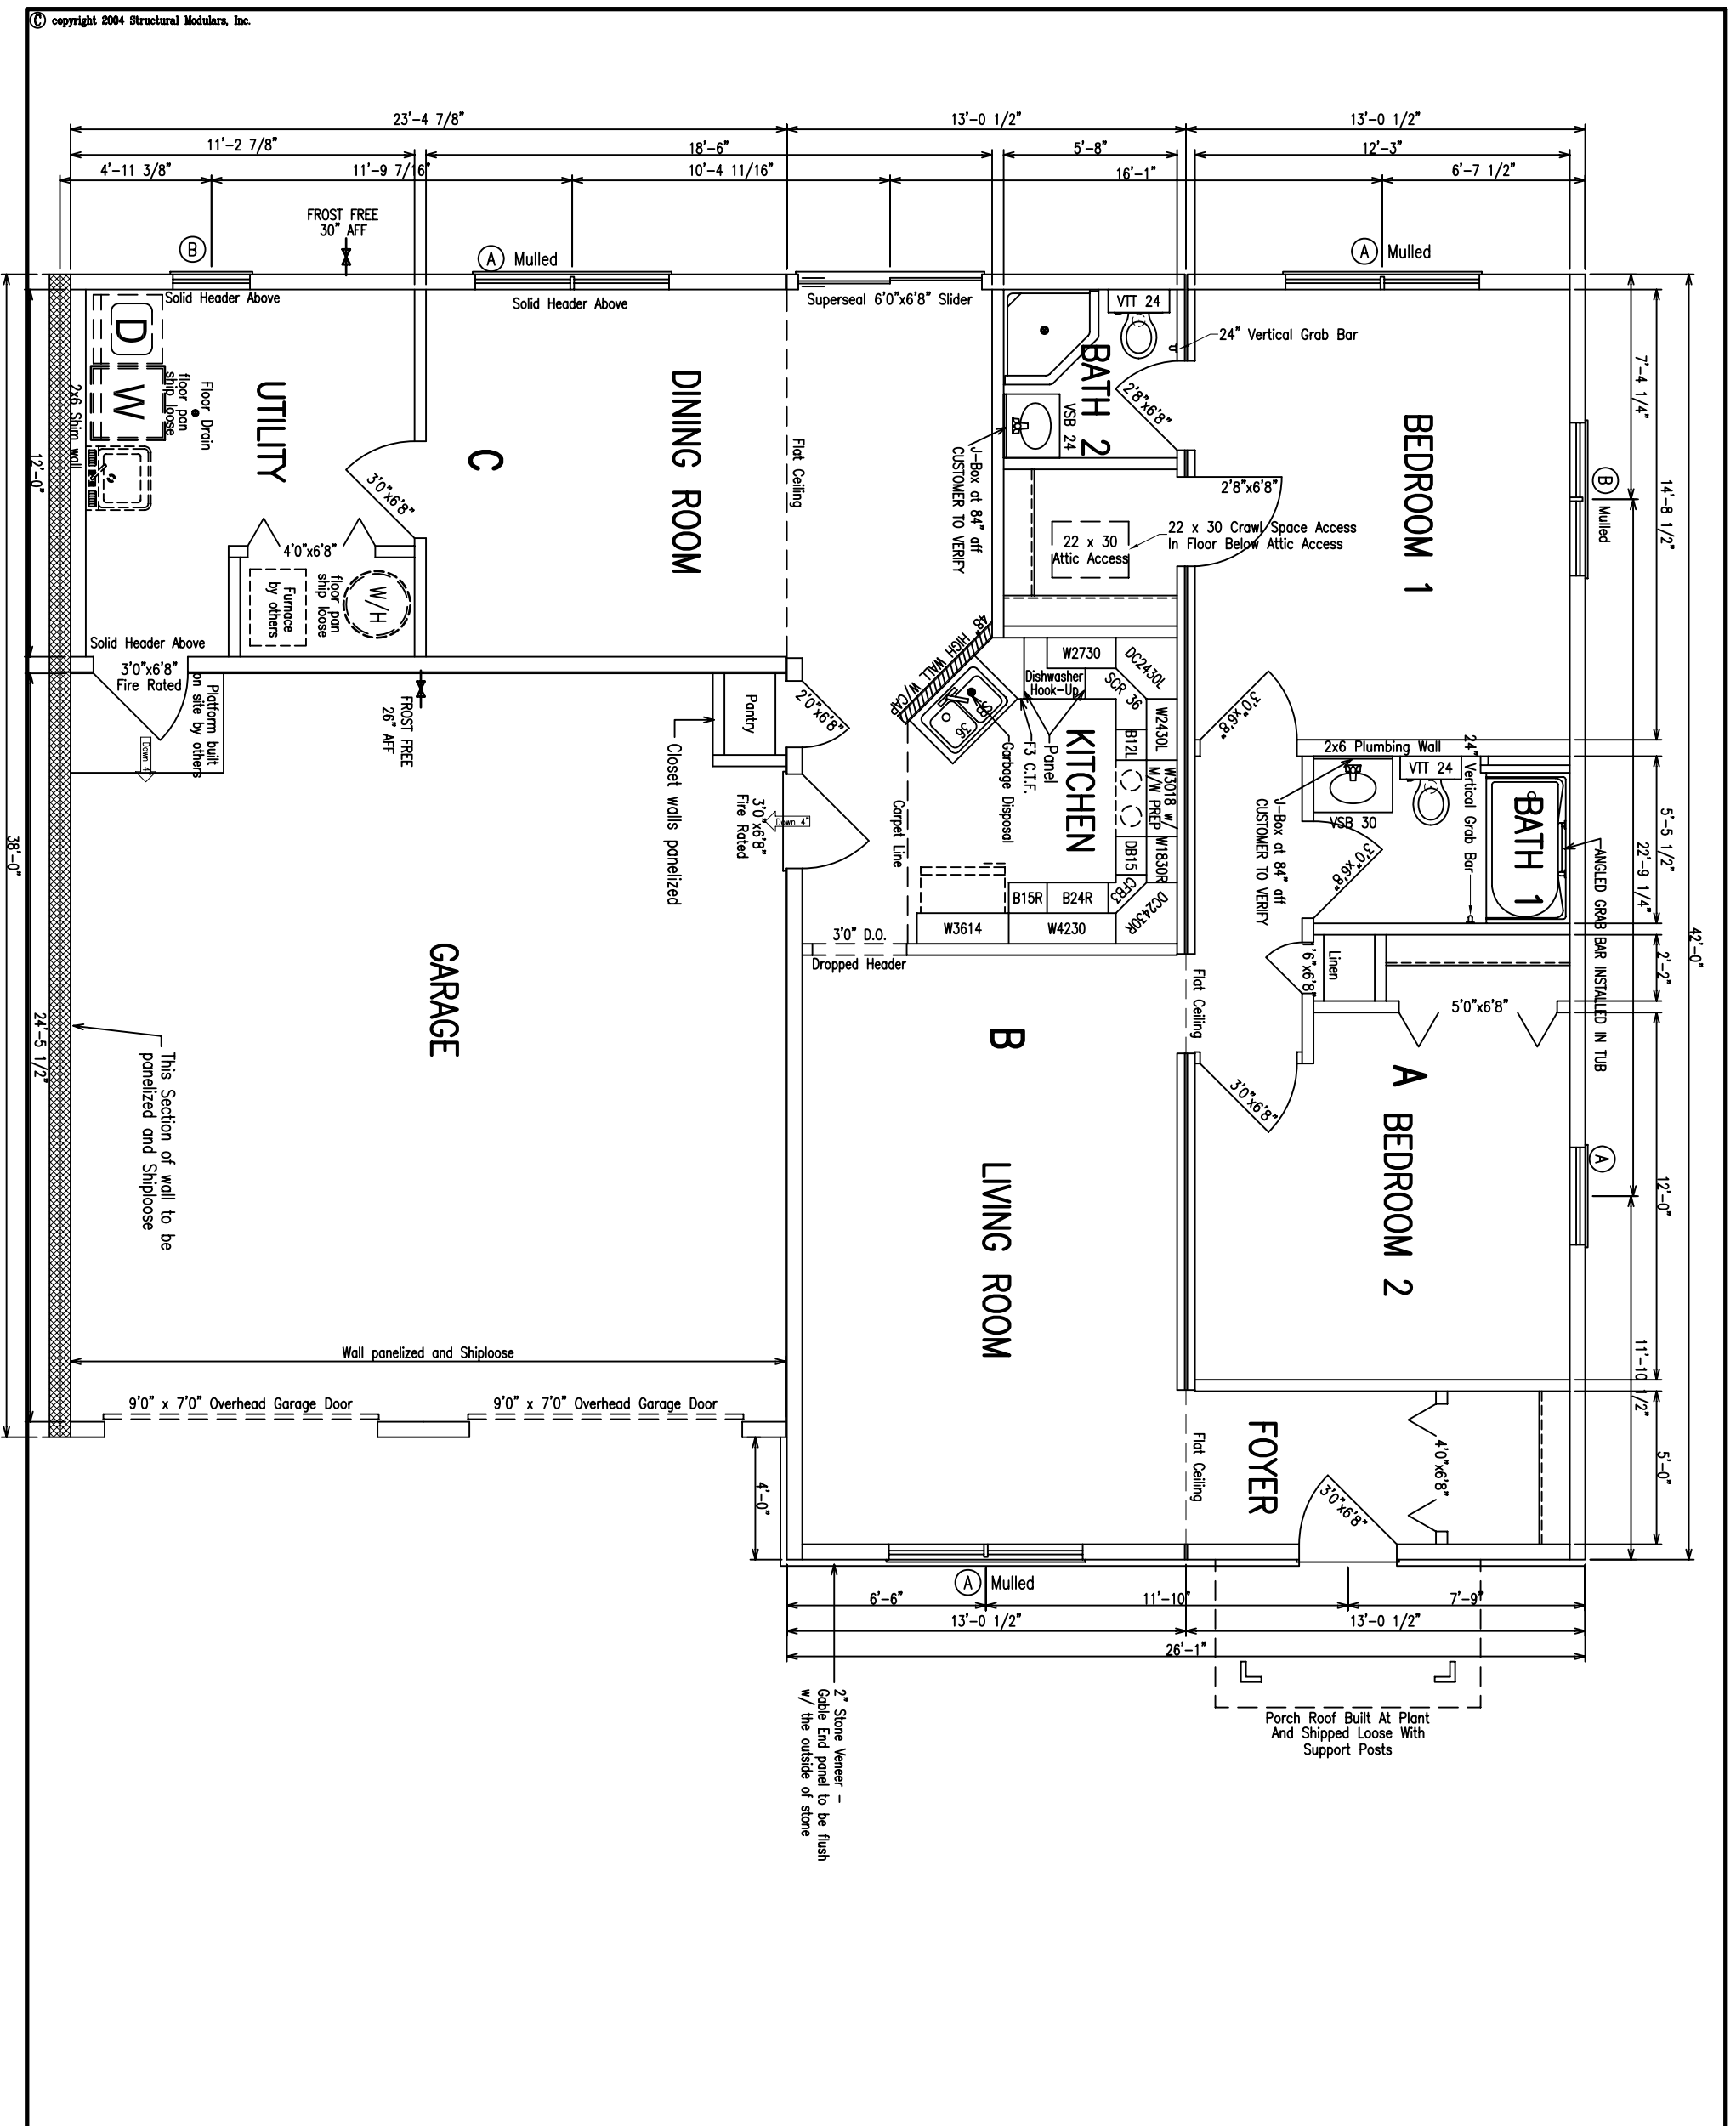 © copyright 2004 Structural Modulars, Inc.
23'-4 7/8"
13'-0 1/2"
13'-0 1/2"
11'-2 7/8"
18'-6"
5'-8"
12'-3"
4'-11 3/8"
11'-9 7/16"
10'-4 11/16"
16'-1"
6'-7 1/2"
FROST FREE
30" AFF
B
A Mulled
A Mulled
Solid Header Above
Solid Header Above
Superseal 6'0"x6'8" Slider
VTT 24
24" Vertical Grab Bar
BATH 2
2'8"x6'8"
VSB 24
J-Box at 84" aff
CUSTOMER TO VERIFY
BEDROOM 1
7'-4 1/4"
14'-8 1/2"
B
Mulled
D
W
floor pan
ship loose
Floor Drain
2x6 Shim wall
12'-0"
UTILITY
C
DINING ROOM
Flat Ceiling
3'0"x6'8"
4'0"x6'8"
Furnace
by others
floor pan
ship loose
W/H
2'8"x6'8"
22 x 30
Attic Access
22 x 30 Crawl Space Access
In Floor Below Attic Access
Solid Header Above
3'0"x6'8"
Fire Rated
Platform built
on site by others
Down 4"
FROST FREE
26" AFF
Closet walls panelized
Pantry
2'0"x6'8"
3'0"x6'8"
Fire Rated
Down 4"
48" HIGH WALL W/CAP
36
Garbage Disposal
Dishwasher
Hook-Up
F3 C.T.F.
Panel
KITCHEN
W2730
DC2430L
SCR 36
W2430L
B12L
W3018 w/
M/W PREP
W1830R
DB15
CFB3
DC2430R
B15R
B24R
W3614
W4230
Carpet Line
3'0" D.O.
Dropped Header
3'0"x6'8"
2x6 Plumbing Wall
VTT 24
24" Vertical Grab Bar
VSB 30
J-Box at 84" aff
CUSTOMER TO VERIFY
3'0"x6'8"
BATH 1
ANGLED GRAB BAR INSTALLED IN TUB
5'-5 1/2"
22'-9 1/4"
42'-0"
2'-2"
Linen
1'6"x6'8"
5'0"x6'8"
38'-0"
24'-5 1/2"
GARAGE
This Section of wall to be
panelized and Shiploose
B
LIVING ROOM
Flat Ceiling
3'0"x6'8"
A
BEDROOM 2
A
12'-0"
11'-10 1/2"
Wall panelized and Shiploose
9'0" x 7'0" Overhead Garage Door
9'0" x 7'0" Overhead Garage Door
4'-0"
Flat Ceiling
FOYER
3'0"x6'8"
4'0"x6'8"
5'-0"
A Mulled
6'-6"
11'-10"
7'-9"
13'-0 1/2"
13'-0 1/2"
26'-1"
2" Stone Veneer -
Gable End panel to be flush
w/ the outside of stone
Porch Roof Built At Plant
And Shipped Loose With
Support Posts